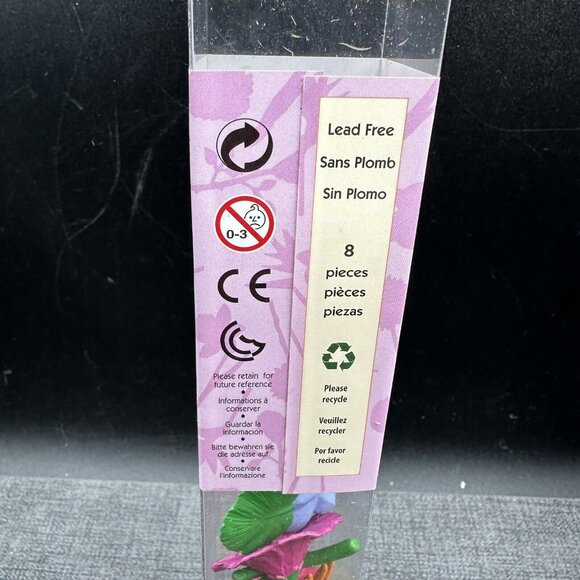 0-3
CE
Please retain for
future reference
•
Informations à
conserver
•
Guardar la
información
•
Bitte bewahren sie
die adresse auf
•
Conservare
l'informazione
Lead Free
Sans Plomb
Sin Plomo
8
pieces
pièces
piezas
Please
recycle
Veuillez
recycler
Por favor
recicle